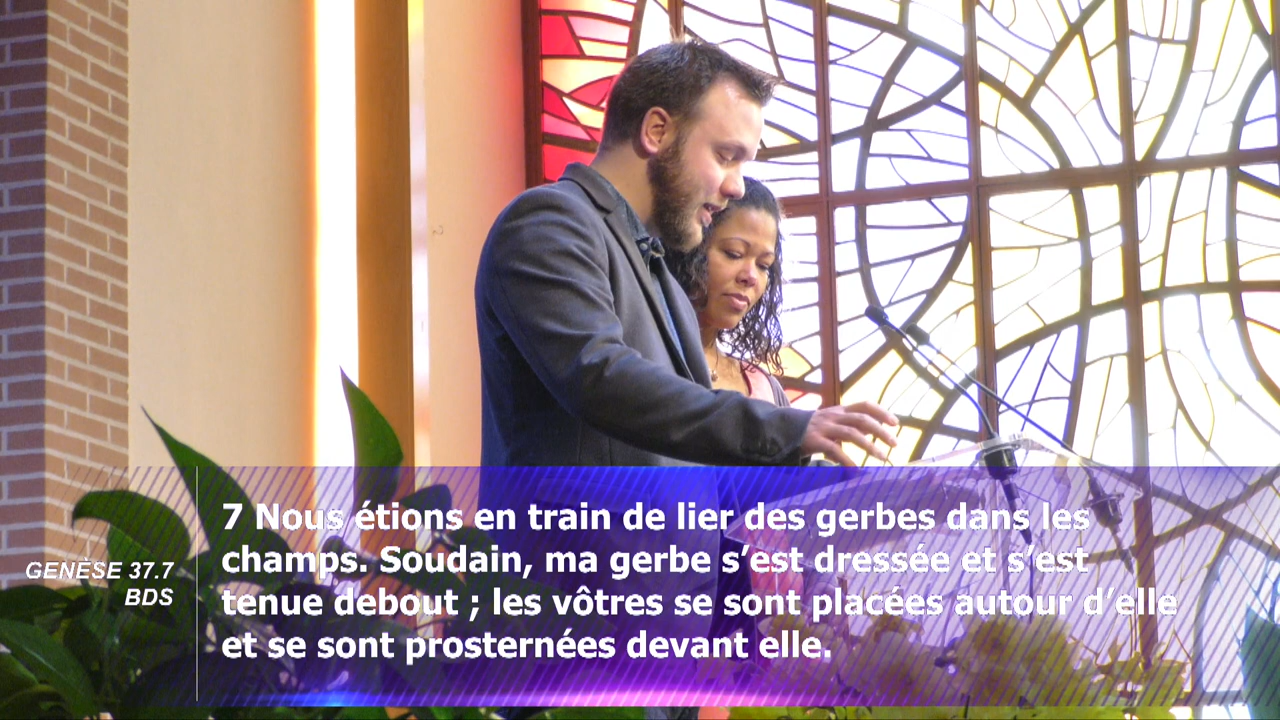 7 Nous étions en train de lier des gerbes dans les
champs. Soudain, ma gerbe s’est dressée et s’est
tenue debout ; les vôtres se sont placées autour d’elle
et se sont prosternées devant elle.
GENÈSE 37.7
BDS